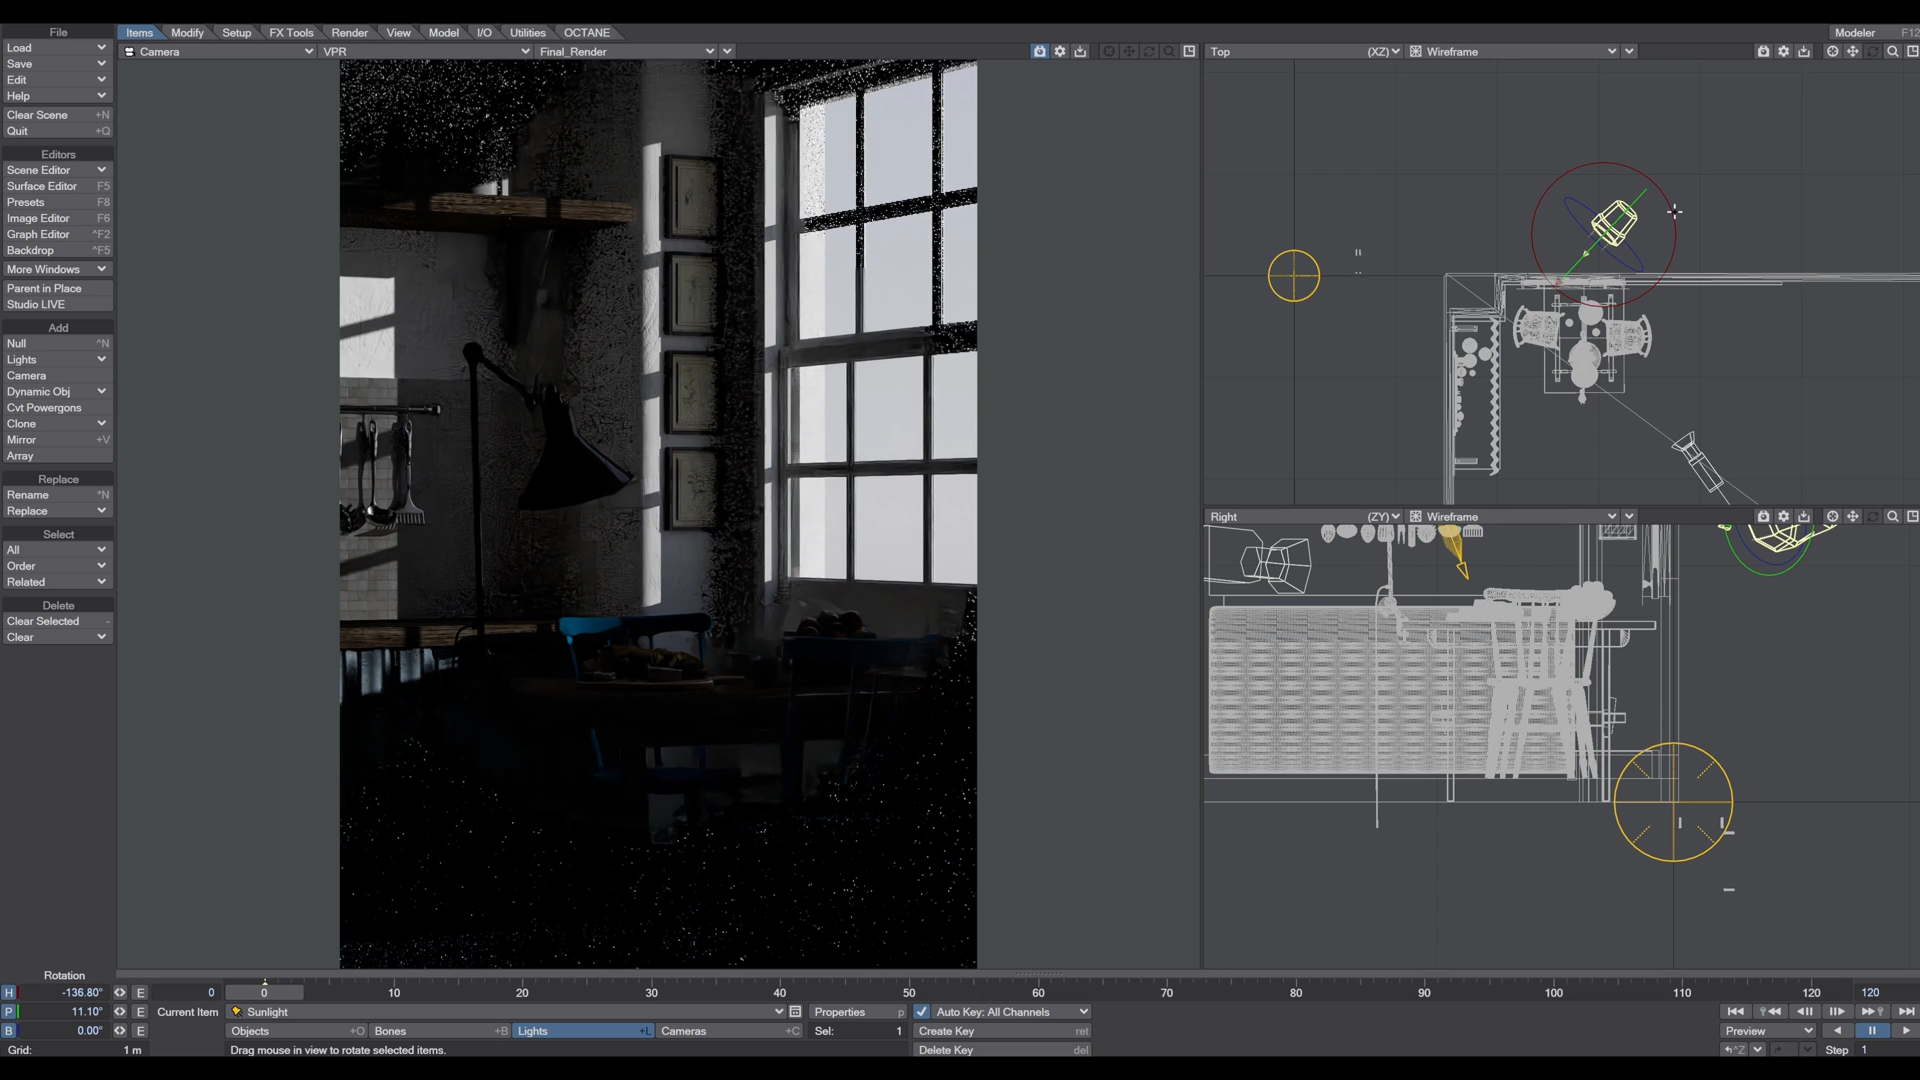 File
Load
Save
Edit
Help
Clear Scene +N
Quit +Q
Editors
Scene Editor
Surface Editor F5
Presets F8
Image Editor F6
Graph Editor ^F2
Backdrop ^F5
More Windows
Parent in Place
Studio LIVE
Add
Null ^N
Lights
Camera
Dynamic Obj
Cvt Powergons
Clone
Mirror +V
Array
Replace
Rename ^N
Replace
Select
All
Order
Related
Delete
Clear Selected -
Clear
Items Modify Setup FX Tools Render View Model I/O Utilities OCTANE
Modeler F12
Camera VPR Final_Render
Top (XZ) Wireframe
Right (ZY) Wireframe
Rotation
H -136.80° E
P 11.10° E
B 0.00° E
Grid: 1 m
0 0 10 20 30 40 50 60 70 80 90 100 110 120 120
Current Item Sunlight Properties p Auto Key: All Channels
Objects +O Bones +B Lights +L Cameras +C Sel: 1 Create Key ret
Preview
Drag mouse in view to rotate selected items. Delete Key del
^Z Step 1